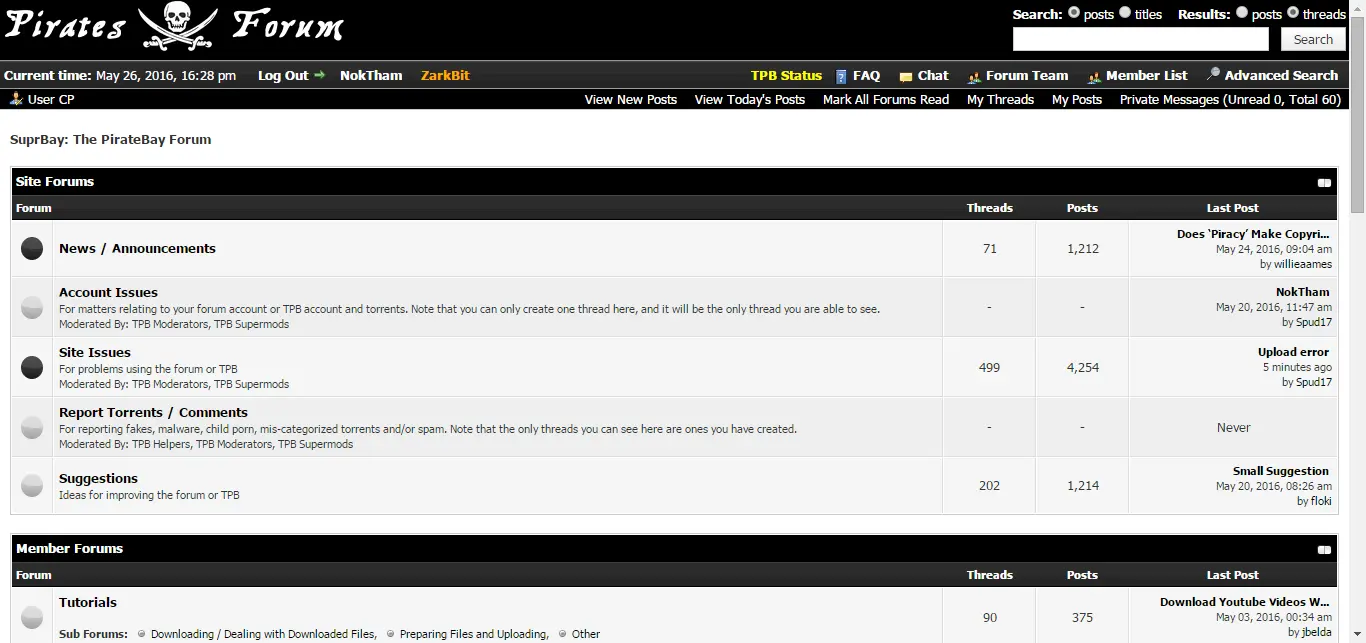 Pirates Forum
Search: posts titles Results: posts threads
Search
Current time: May 26, 2016, 16:28 pm Log Out NokTham ZarkBit TPB Status FAQ Chat Forum Team Member List Advanced Search
User CP View New Posts View Today's Posts Mark All Forums Read My Threads My Posts Private Messages (Unread 0, Total 60)
SuprBay: The PirateBay Forum
Site Forums
Forum Threads Posts Last Post
News / Announcements 71 1,212 Does 'Piracy' Make Copyri...
May 24, 2016, 09:04 am
by willieaames
Account Issues - - NokTham
For matters relating to your forum account or TPB account and torrents. Note that you can only create one thread here, and it will be the only thread you are able to see. May 20, 2016, 11:47 am
Moderated By: TPB Moderators, TPB Supermods by Spud17
Site Issues 499 4,254 Upload error
For problems using the forum or TPB 5 minutes ago
Moderated By: TPB Moderators, TPB Supermods by Spud17
Report Torrents / Comments - - Never
For reporting fakes, malware, child porn, mis-categorized torrents and/or spam. Note that the only threads you can see here are ones you have created.
Moderated By: TPB Helpers, TPB Moderators, TPB Supermods
Suggestions 202 1,214 Small Suggestion
Ideas for improving the forum or TPB May 20, 2016, 08:26 am
by floki
Member Forums
Forum Threads Posts Last Post
Tutorials 90 375 Download Youtube Videos W...
May 03, 2016, 00:34 am
Sub Forums: Downloading / Dealing with Downloaded Files, Preparing Files and Uploading, Other by jbelda